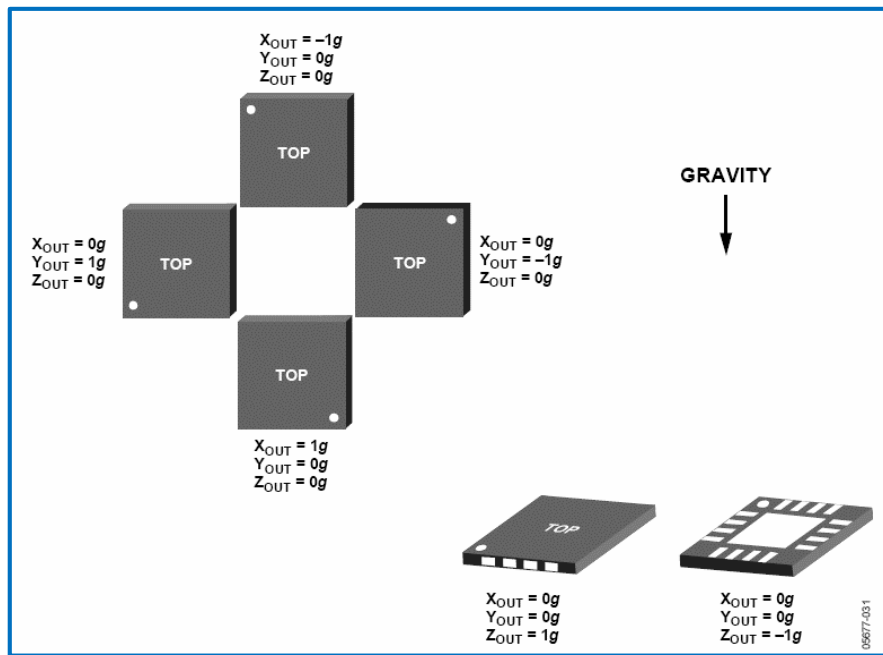 XOUT = –1g
YOUT = 0g
ZOUT = 0g
TOP
GRAVITY
XOUT = 0g
YOUT = 1g
ZOUT = 0g
TOP
TOP
XOUT = 0g
YOUT = –1g
ZOUT = 0g
TOP
XOUT = 1g
YOUT = 0g
ZOUT = 0g
TOP
XOUT = 0g
YOUT = 0g
ZOUT = 1g
XOUT = 0g
YOUT = 0g
ZOUT = –1g
05677-031